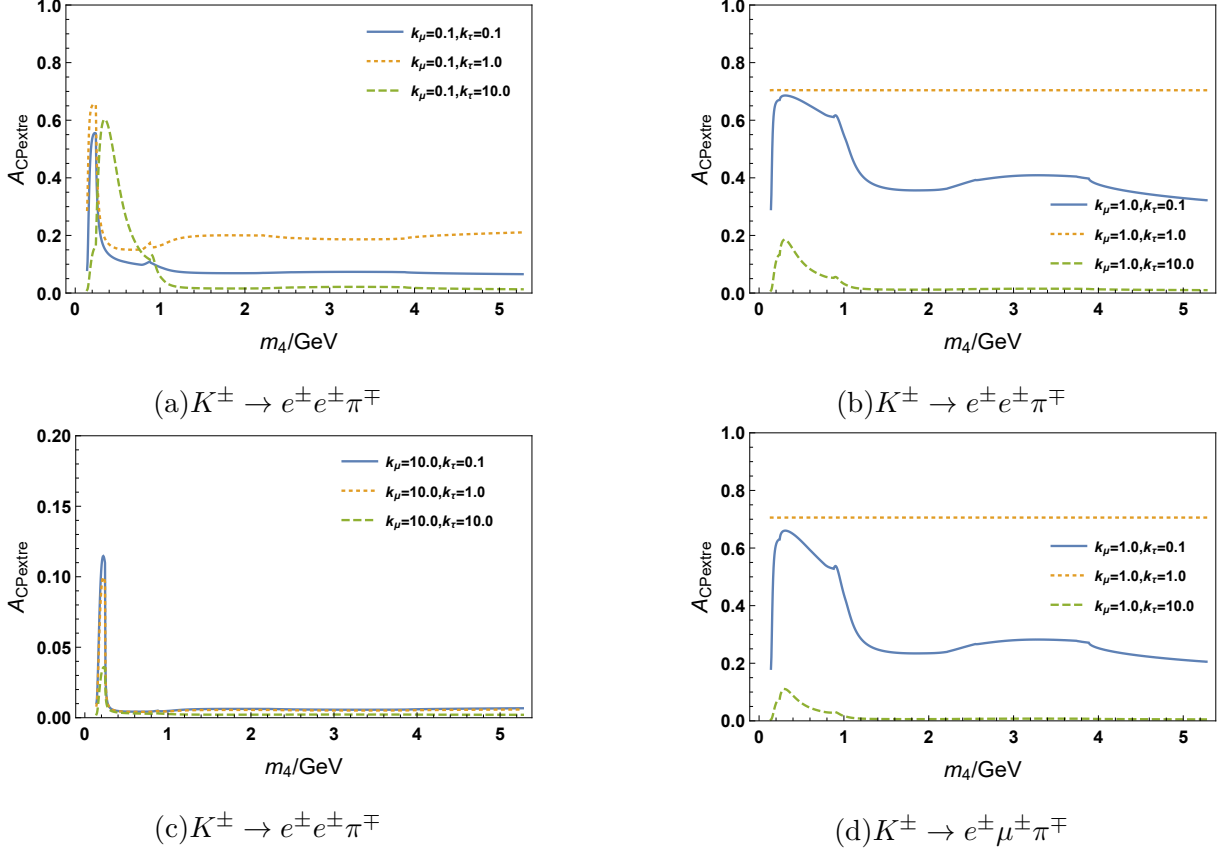 1.0
0.8
0.6
0.4
0.2
0.0
A_CPextre
k_μ=0.1,k_τ=0.1
k_μ=0.1,k_τ=1.0
k_μ=0.1,k_τ=10.0
0 1 2 3 4 5
m_4/GeV
(a)K^± → e^±e^±π^∓
1.0
0.8
0.6
0.4
0.2
0.0
A_CPextre
k_μ=1.0,k_τ=0.1
k_μ=1.0,k_τ=1.0
k_μ=1.0,k_τ=10.0
0 1 2 3 4 5
m_4/GeV
(b)K^± → e^±e^±π^∓
0.20
0.15
0.10
0.05
0.00
A_CPextre
k_μ=10.0,k_τ=0.1
k_μ=10.0,k_τ=1.0
k_μ=10.0,k_τ=10.0
0 1 2 3 4 5
m_4/GeV
(c)K^± → e^±e^±π^∓
1.0
0.8
0.6
0.4
0.2
0.0
A_CPextre
k_μ=1.0,k_τ=0.1
k_μ=1.0,k_τ=1.0
k_μ=1.0,k_τ=10.0
0 1 2 3 4 5
m_4/GeV
(d)K^± → e^±μ^±π^∓